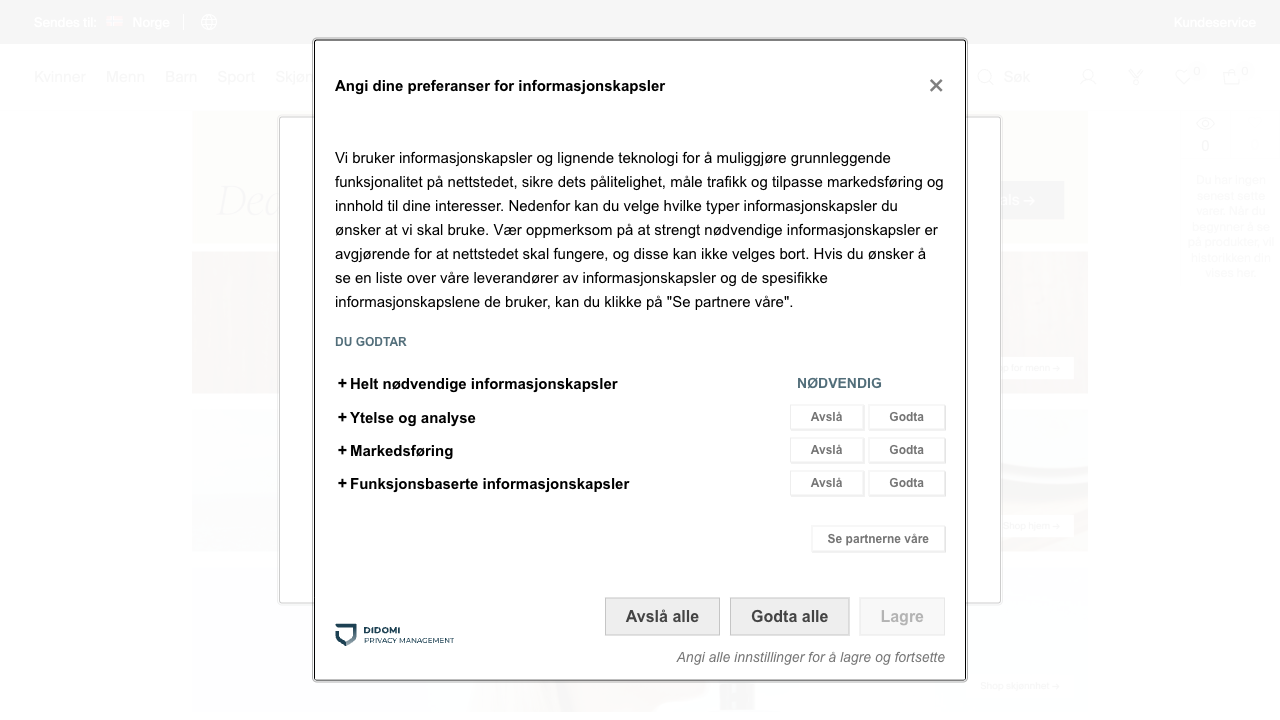 Sendes til: Norge
Kundeservice
Kvinner Menn Barn Sport
Søk
0
0
Angi dine preferanser for informasjonskapsler
0
Vi bruker informasjonskapsler og lignende teknologi for å muliggjøre grunnleggende
funksjonalitet på nettstedet, sikre dets pålitelighet, måle trafikk og tilpasse markedsføring og
innhold til dine interesser. Nedenfor kan du velge hvilke typer informasjonskapsler du
ønsker at vi skal bruke. Vær oppmerksom på at strengt nødvendige informasjonskapsler er
avgjørende for at nettstedet skal fungere, og disse kan ikke velges bort. Hvis du ønsker å
se en liste over våre leverandører av informasjonskapsler og de spesifikke
informasjonskapslene de bruker, kan du klikke på "Se partnere våre".
DU GODTAR
+ Helt nødvendige informasjonskapsler NØDVENDIG
+ Ytelse og analyse Avslå Godta
+ Markedsføring Avslå Godta
+ Funksjonsbaserte informasjonskapsler Avslå Godta
Se partnerne våre
Avslå alle Godta alle Lagre
DIDOMI
PRIVACY MANAGEMENT
Angi alle innstillinger for å lagre og fortsette